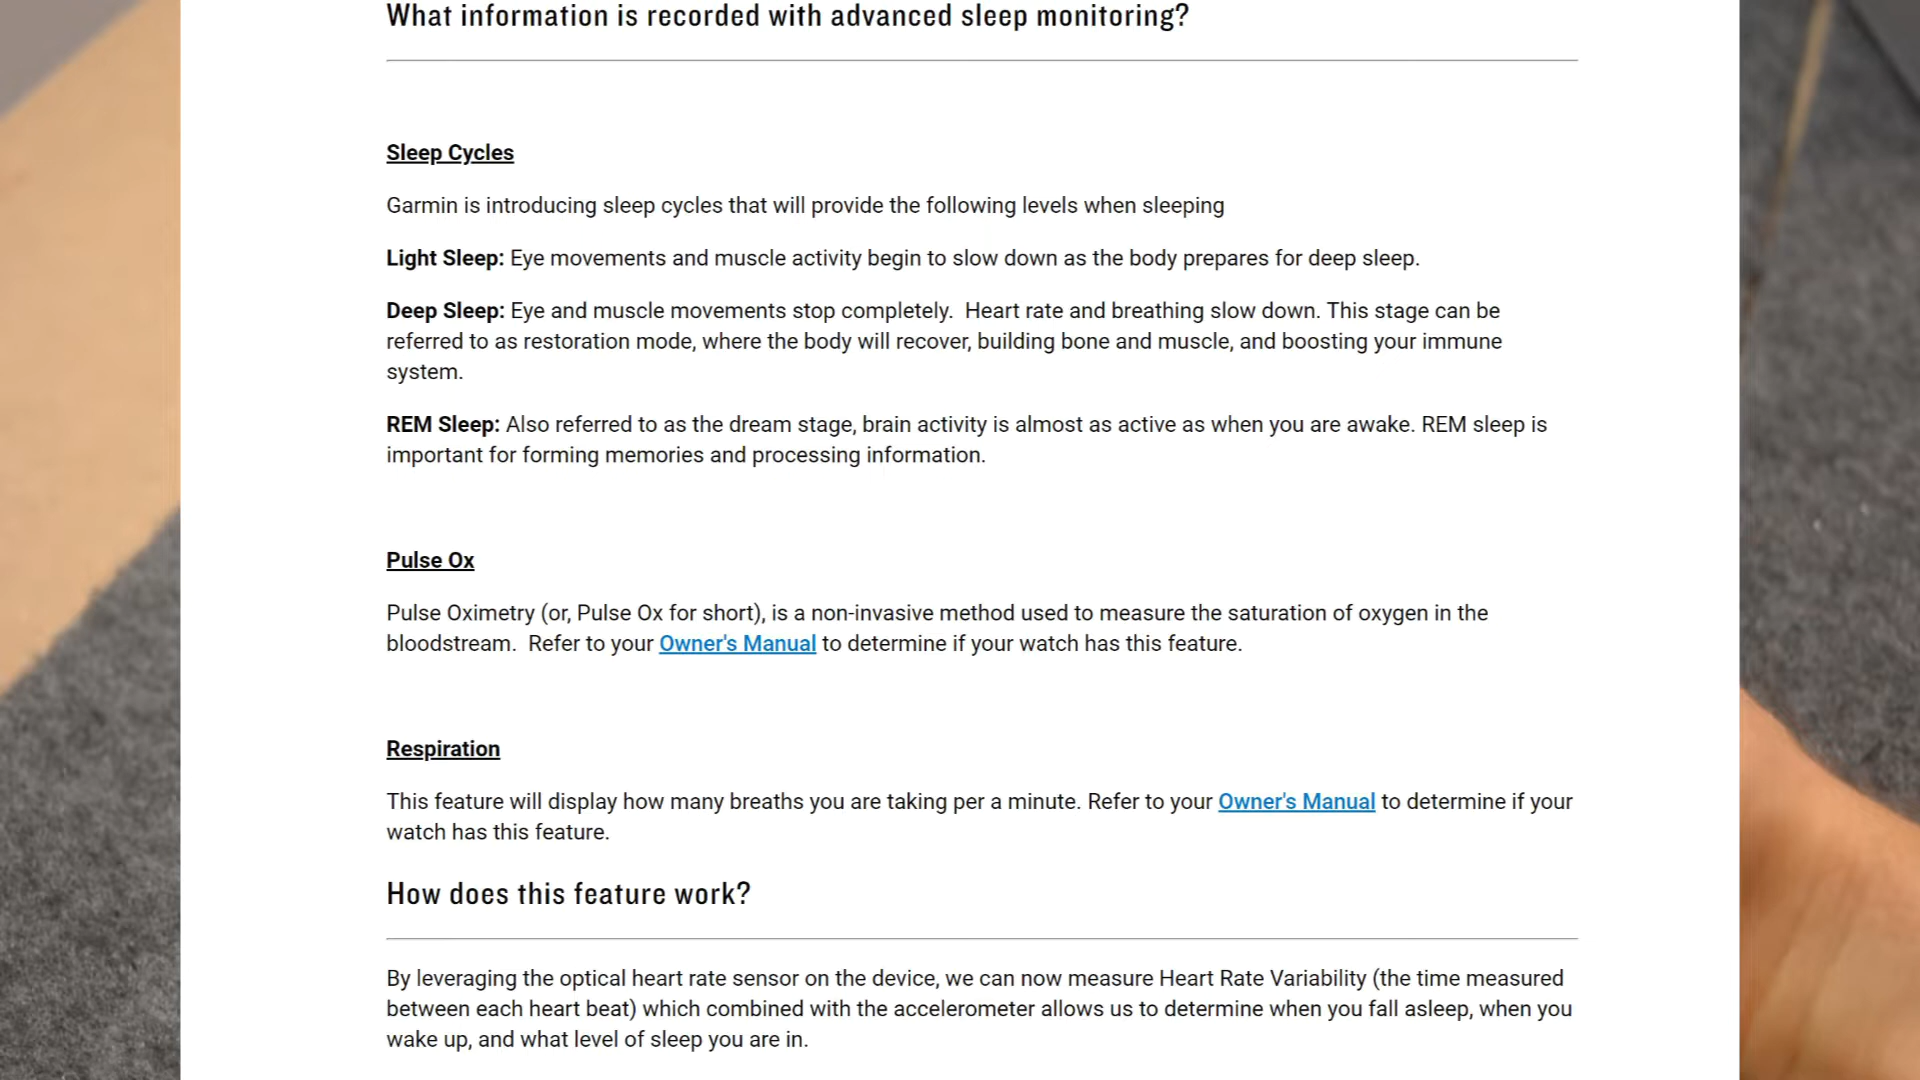 What information is recorded with advanced sleep monitoring?
Sleep Cycles
Garmin is introducing sleep cycles that will provide the following levels when sleeping
Light Sleep: Eye movements and muscle activity begin to slow down as the body prepares for deep sleep.
Deep Sleep: Eye and muscle movements stop completely.  Heart rate and breathing slow down. This stage can be
referred to as restoration mode, where the body will recover, building bone and muscle, and boosting your immune
system.
REM Sleep: Also referred to as the dream stage, brain activity is almost as active as when you are awake. REM sleep is
important for forming memories and processing information.
Pulse Ox
Pulse Oximetry (or, Pulse Ox for short), is a non-invasive method used to measure the saturation of oxygen in the
bloodstream.  Refer to your Owner's Manual to determine if your watch has this feature.
Respiration
This feature will display how many breaths you are taking per a minute. Refer to your Owner's Manual to determine if your
watch has this feature.
How does this feature work?
By leveraging the optical heart rate sensor on the device, we can now measure Heart Rate Variability (the time measured
between each heart beat) which combined with the accelerometer allows us to determine when you fall asleep, when you
wake up, and what level of sleep you are in.